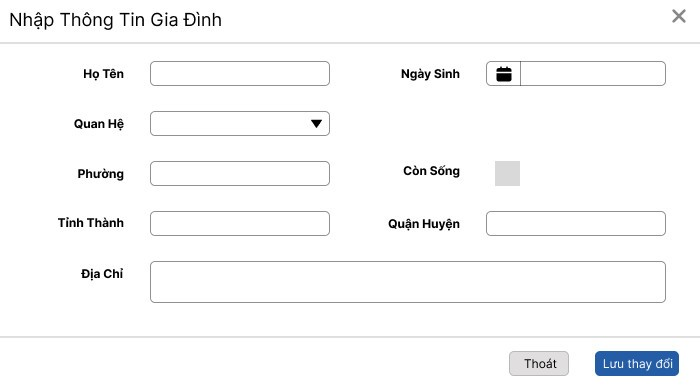 Nhập Thông Tin Gia Đình
Họ Tên
Ngày Sinh
Quan Hệ
Phường
Còn Sống
Tỉnh Thành
Quận Huyện
Địa Chỉ
Thoát
Lưu thay đổi